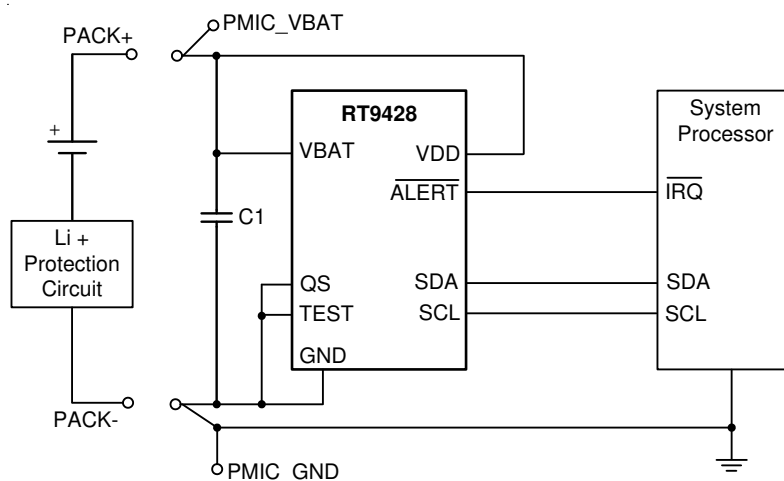 PMIC_VBAT
PACK+
RT9428
System
Processor
+
VBAT
VDD
ALERT
IRQ
C1
Li +
Protection
Circuit
QS
SDA
SDA
TEST
SCL
SCL
GND
PACK-
PMIC_GND